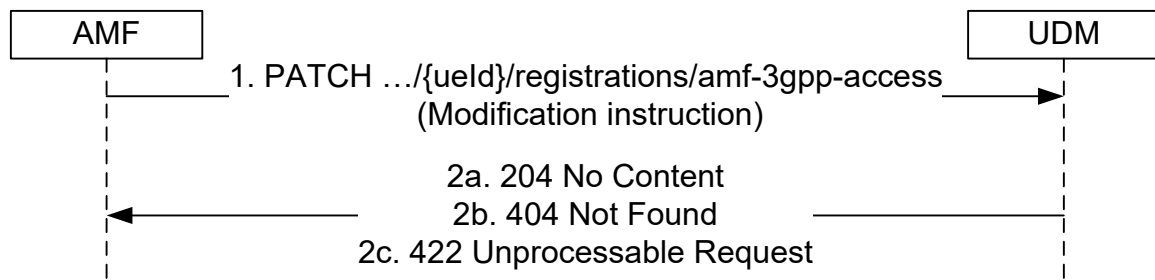 AMF
UDM
1. PATCH …/{ueId}/registrations/amf-3gpp-access
(Modification instruction)
2a. 204 No Content
2b. 404 Not Found
2c. 422 Unprocessable Request